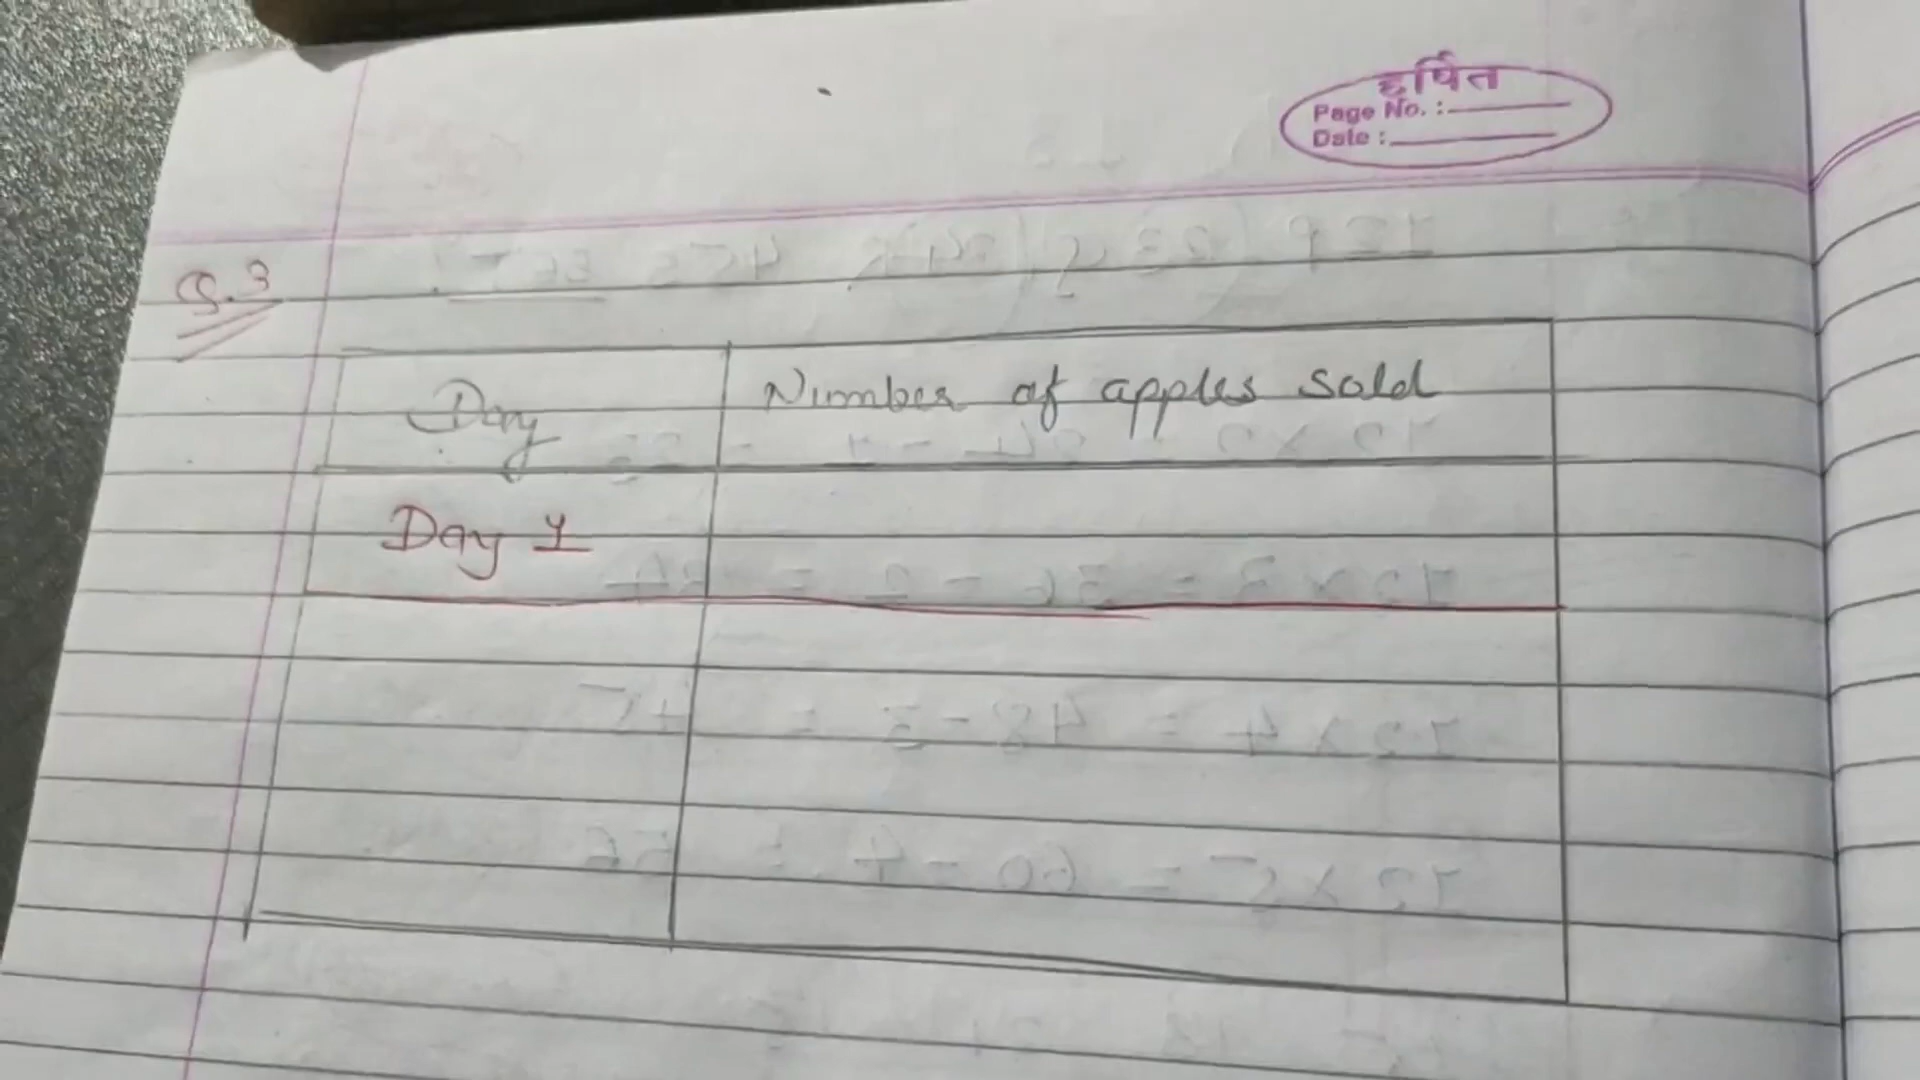 हर्षित
Page No. :
Date :
Q.3
Day
Number of apples sold
Day 1